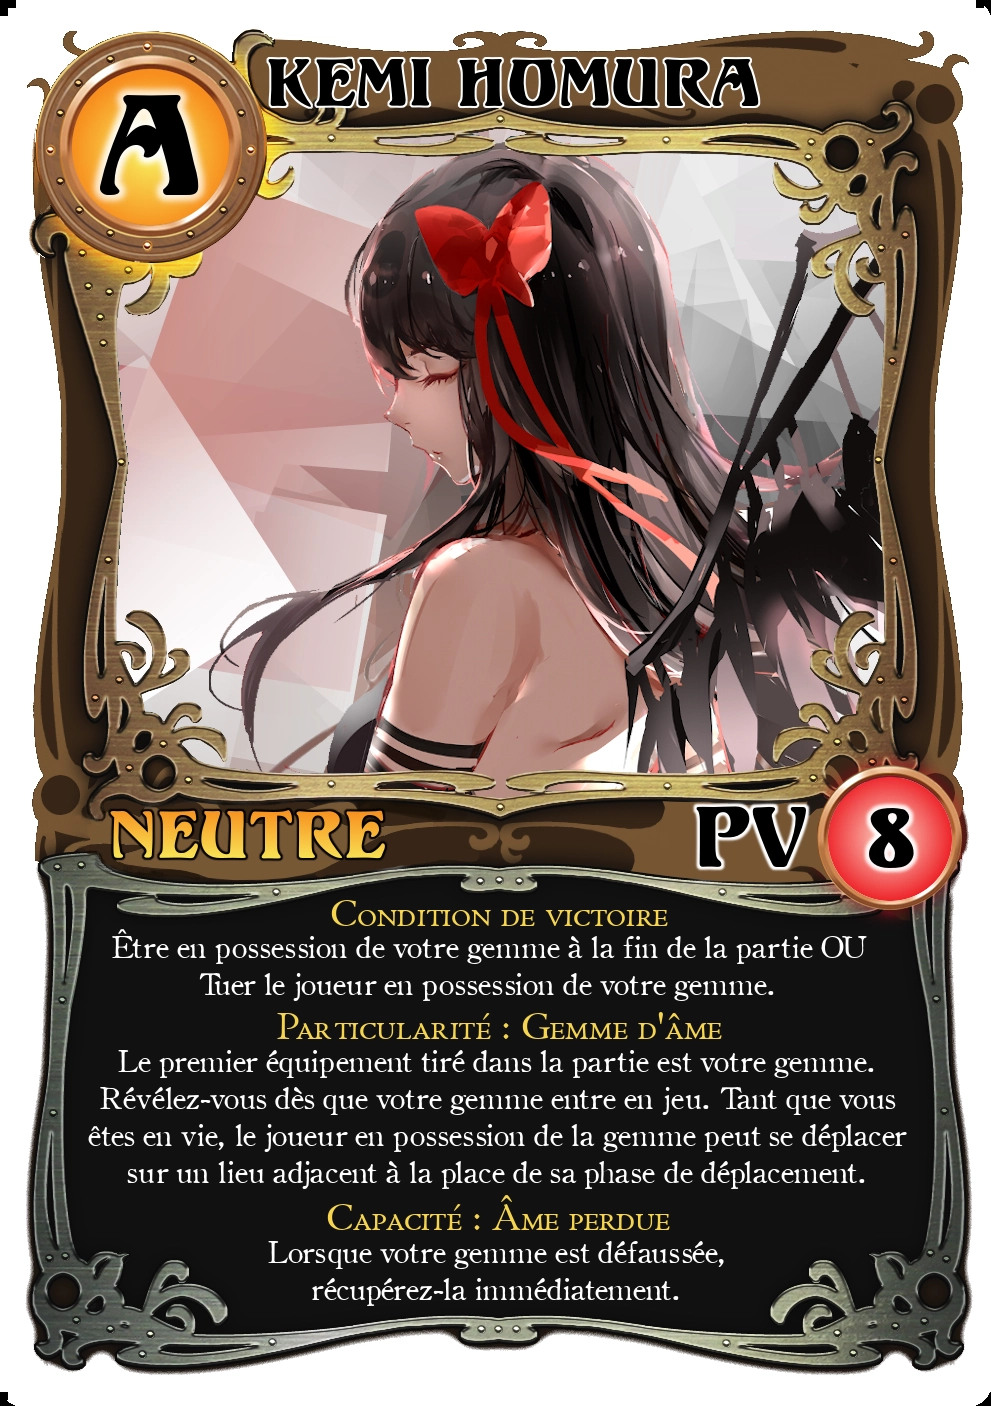 A
KEMI HOMURA
NEUTRE
PV 8
CONDITION DE VICTOIRE
Être en possession de votre gemme à la fin de la partie OU
Tuer le joueur en possession de votre gemme.
PARTICULARITÉ : GEMME D'ÂME
Le premier équipement tiré dans la partie est votre gemme.
Révélez-vous dès que votre gemme entre en jeu. Tant que vous
êtes en vie, le joueur en possession de la gemme peut se déplacer
sur un lieu adjacent à la place de sa phase de déplacement.
CAPACITÉ : ÂME PERDUE
Lorsque votre gemme est défaussée,
récupérez-la immédiatement.